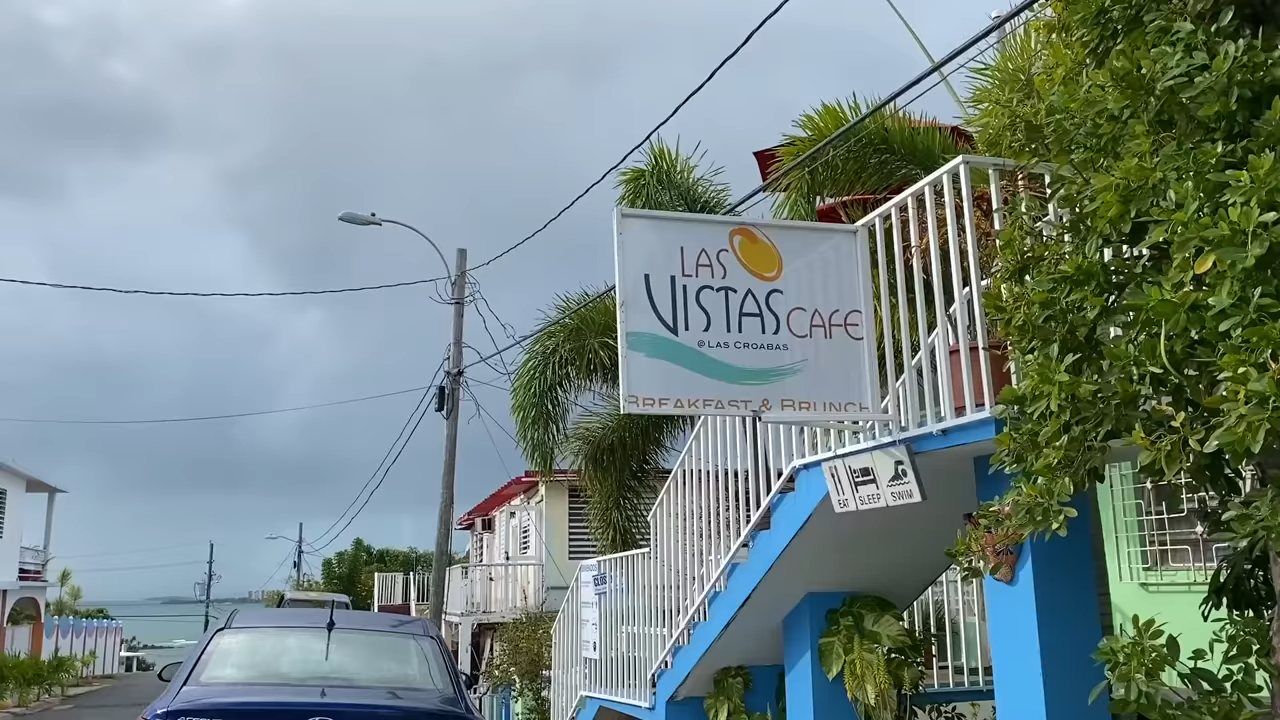 LAS
VISTAS CAFE
@LAS CROABAS
BREAKFAST & BRUNCH
EAT SLEEP SWIM